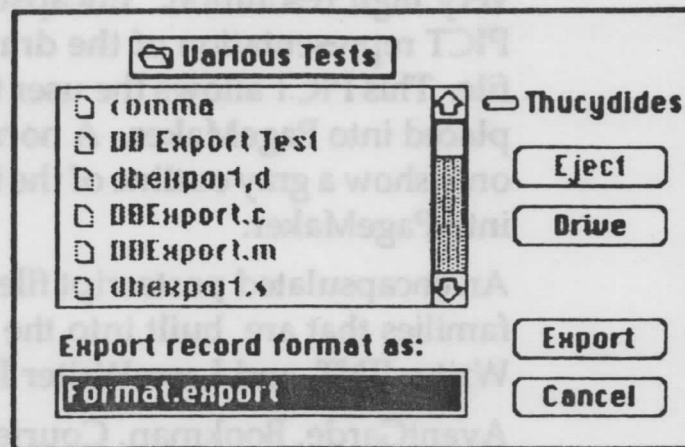 Various Tests
comma
DB Export Test
dbexport.d
DBExport.c
DBExport.m
Thucydides
Eject
Drive
Export record format as:
Format.export
Export
Cancel